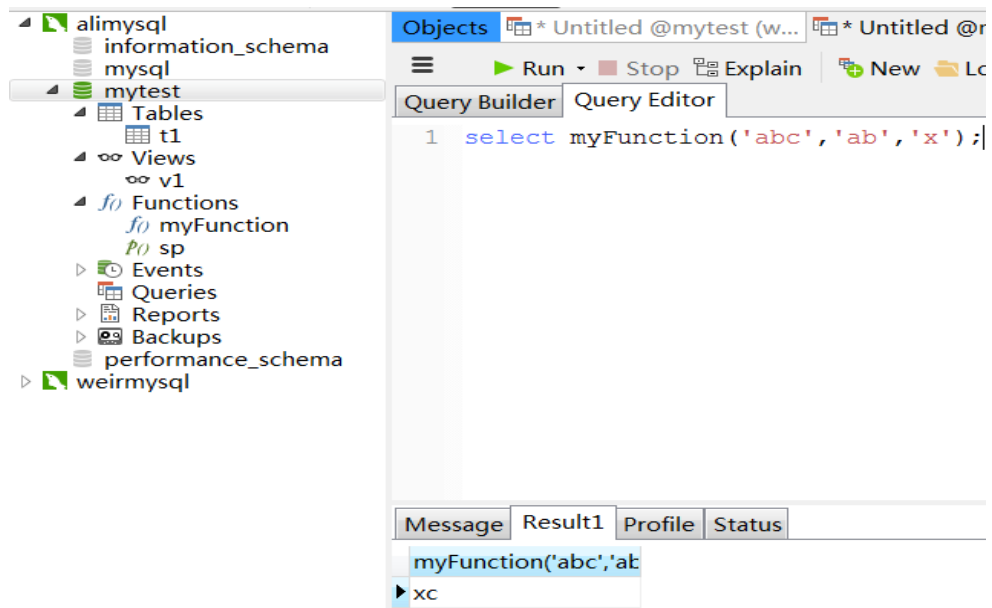 alimysql
information_schema
mysql
mytest
Tables
t1
Views
v1
Functions
myFunction
sp
Events
Queries
Reports
Backups
performance_schema
weirmysql
Objects * Untitled @mytest (w... * Untitled @
Run Stop Explain New Lo
Query Builder Query Editor
1 select myFunction('abc','ab','x');
Message Result1 Profile Status
myFunction('abc','ab
xc